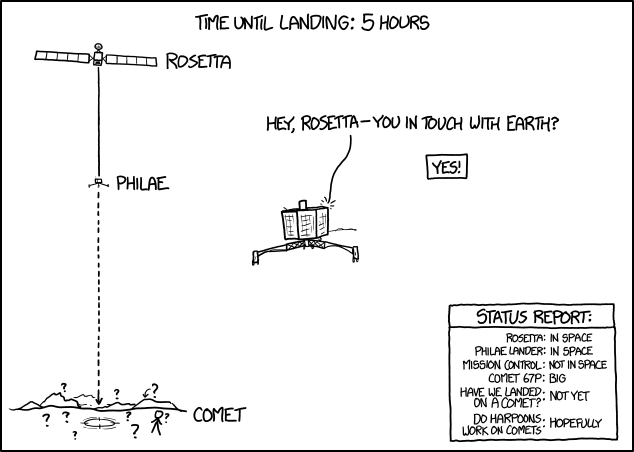 TIME UNTIL LANDING: 5 HOURS
ROSETTA
HEY, ROSETTA—YOU IN TOUCH WITH EARTH?
YES!
PHILAE
STATUS REPORT:
ROSETTA: IN SPACE
PHILAE LANDER: IN SPACE
MISSION CONTROL: NOT IN SPACE
COMET 67P: BIG
HAVE WE LANDED
ON A COMET?: NOT YET
DO HARPOONS
WORK ON COMETS: HOPEFULLY
? ? ?
COMET
? ? ? ? ? ?